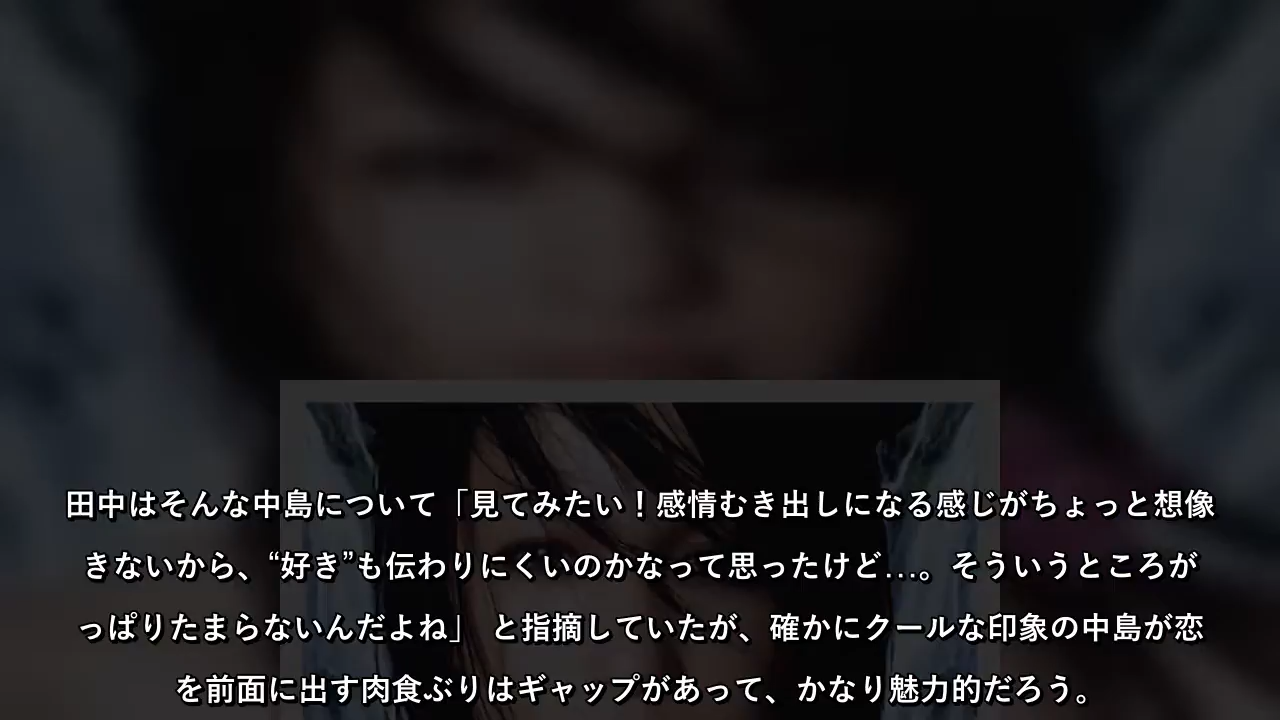 田中はそんな中島について「見てみたい！感情むき出しになる感じがちょっと想像
きないから、“好き”も伝わりにくいのかなって思ったけど…。そういうところが
っぱりたまらないんだよね」 と指摘していたが、確かにクールな印象の中島が恋
を前面に出す肉食ぶりはギャップがあって、かなり魅力的だろう。